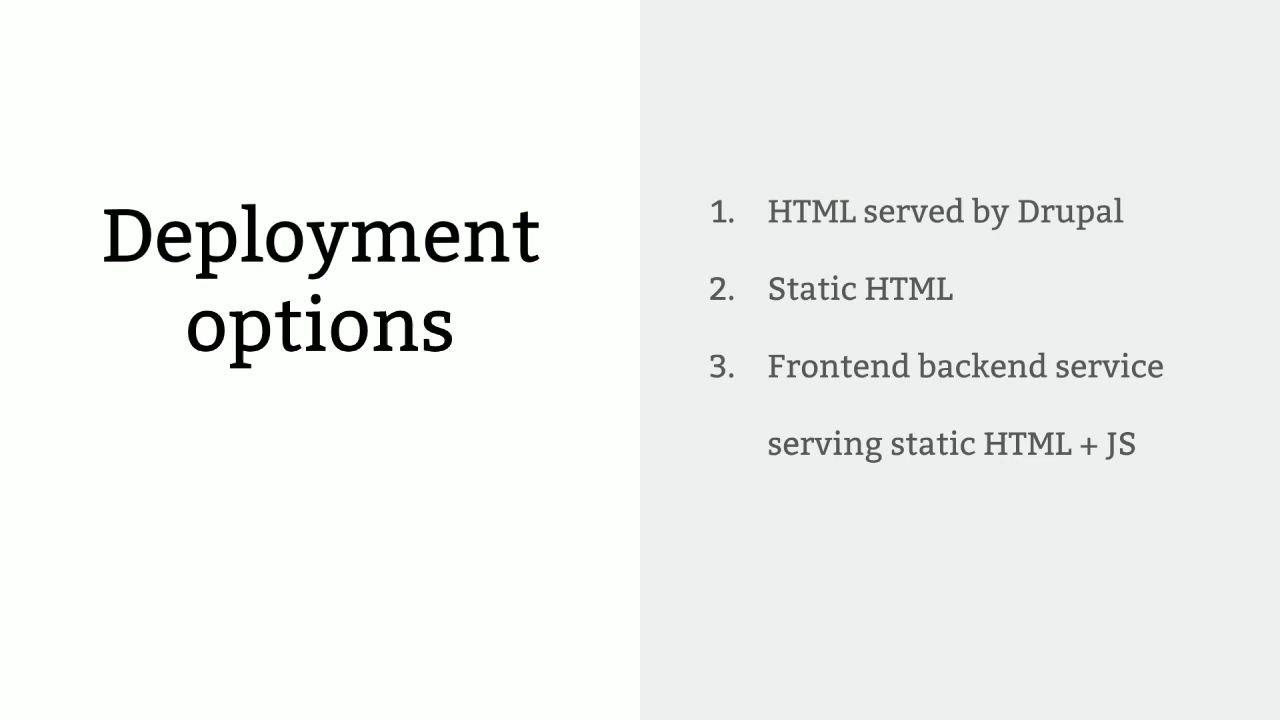 Deployment
options
1. HTML served by Drupal
2. Static HTML
3. Frontend backend service
serving static HTML + JS